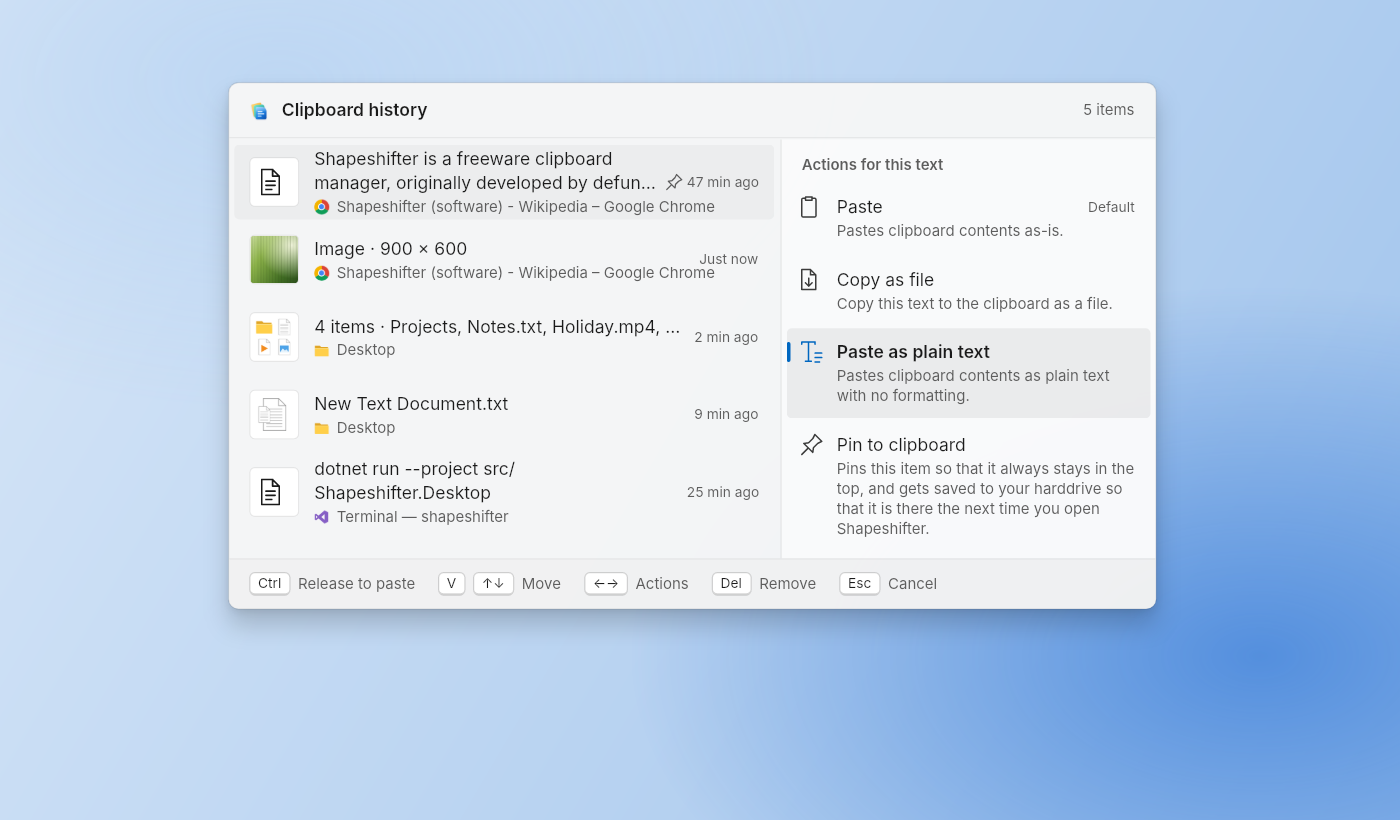 Clipboard history
5 items
Shapeshifter is a freeware clipboard
manager, originally developed by defun...
47 min ago
Shapeshifter (software) - Wikipedia – Google Chrome
Image · 900 × 600
Just now
Shapeshifter (software) - Wikipedia – Google Chrome
4 items · Projects, Notes.txt, Holiday.mp4, ...
2 min ago
Desktop
New Text Document.txt
9 min ago
Desktop
dotnet run --project src/
Shapeshifter.Desktop
25 min ago
Terminal — shapeshifter
Actions for this text
Paste
Default
Pastes clipboard contents as-is.
Copy as file
Copy this text to the clipboard as a file.
Paste as plain text
Pastes clipboard contents as plain text
with no formatting.
Pin to clipboard
Pins this item so that it always stays in the
top, and gets saved to your harddrive so
that it is there the next time you open
Shapeshifter.
Ctrl Release to paste V ↑↓ Move ←→ Actions Del Remove Esc Cancel